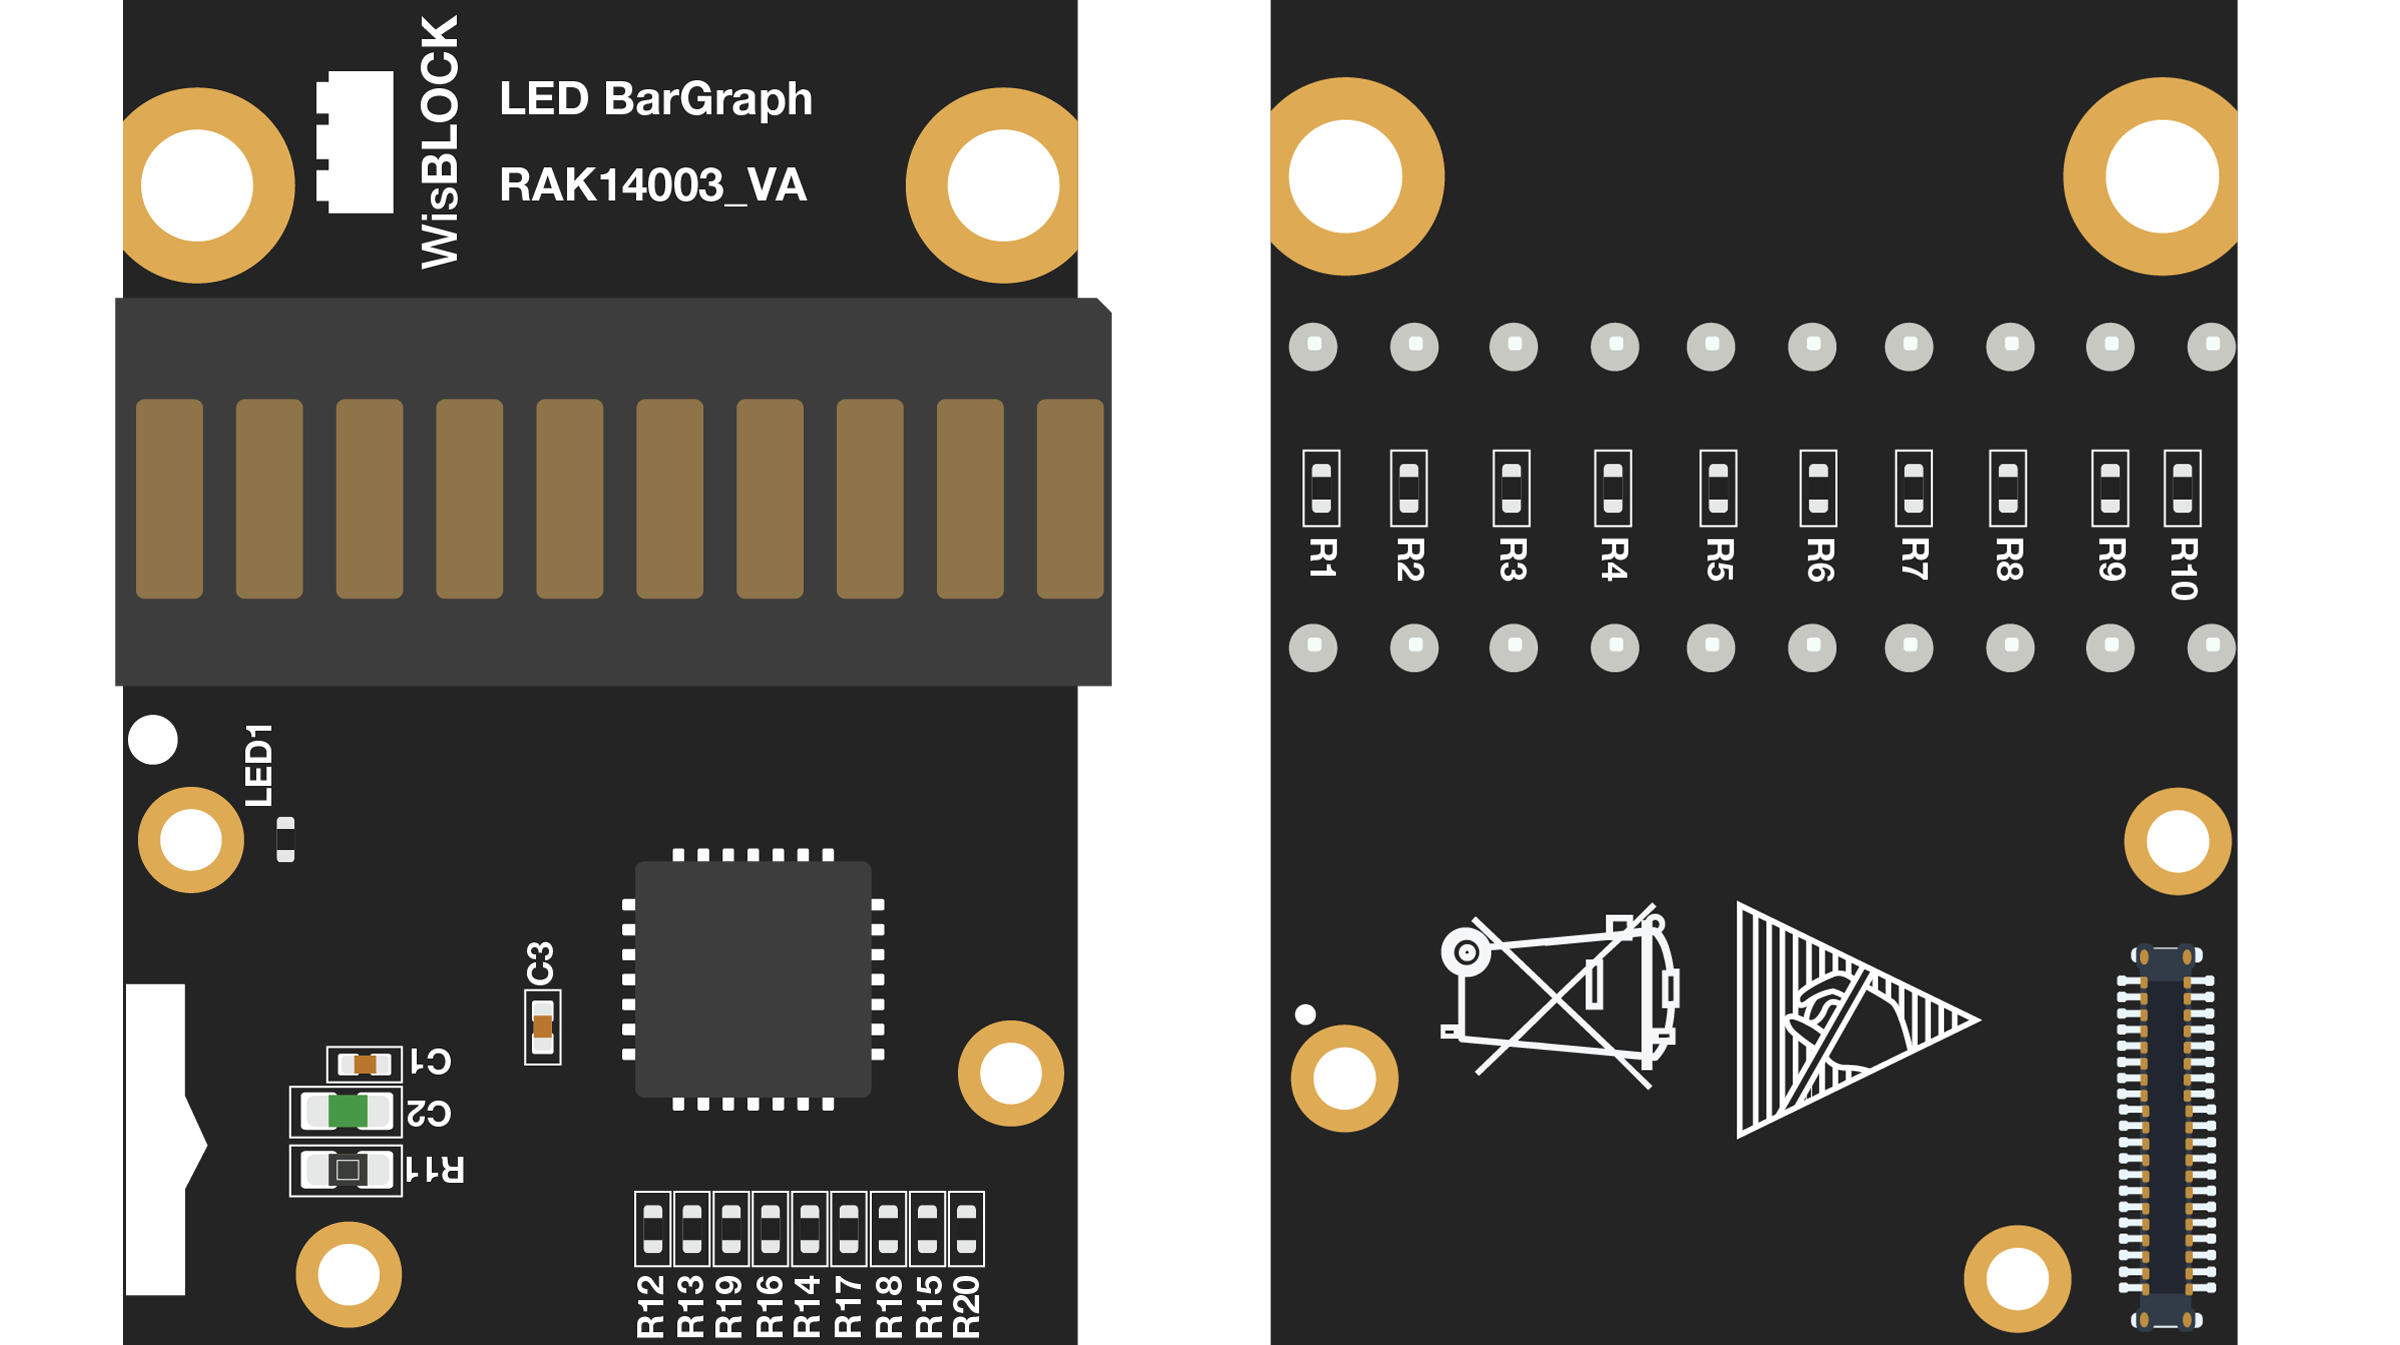 WisBLOCK
LED BarGraph
RAK14003_VA
LED1
C3
C1
C2
R11
R12
R13
R19
R16
R14
R17
R18
R15
R20
R1
R2
R3
R4
R5
R6
R7
R8
R9
R10